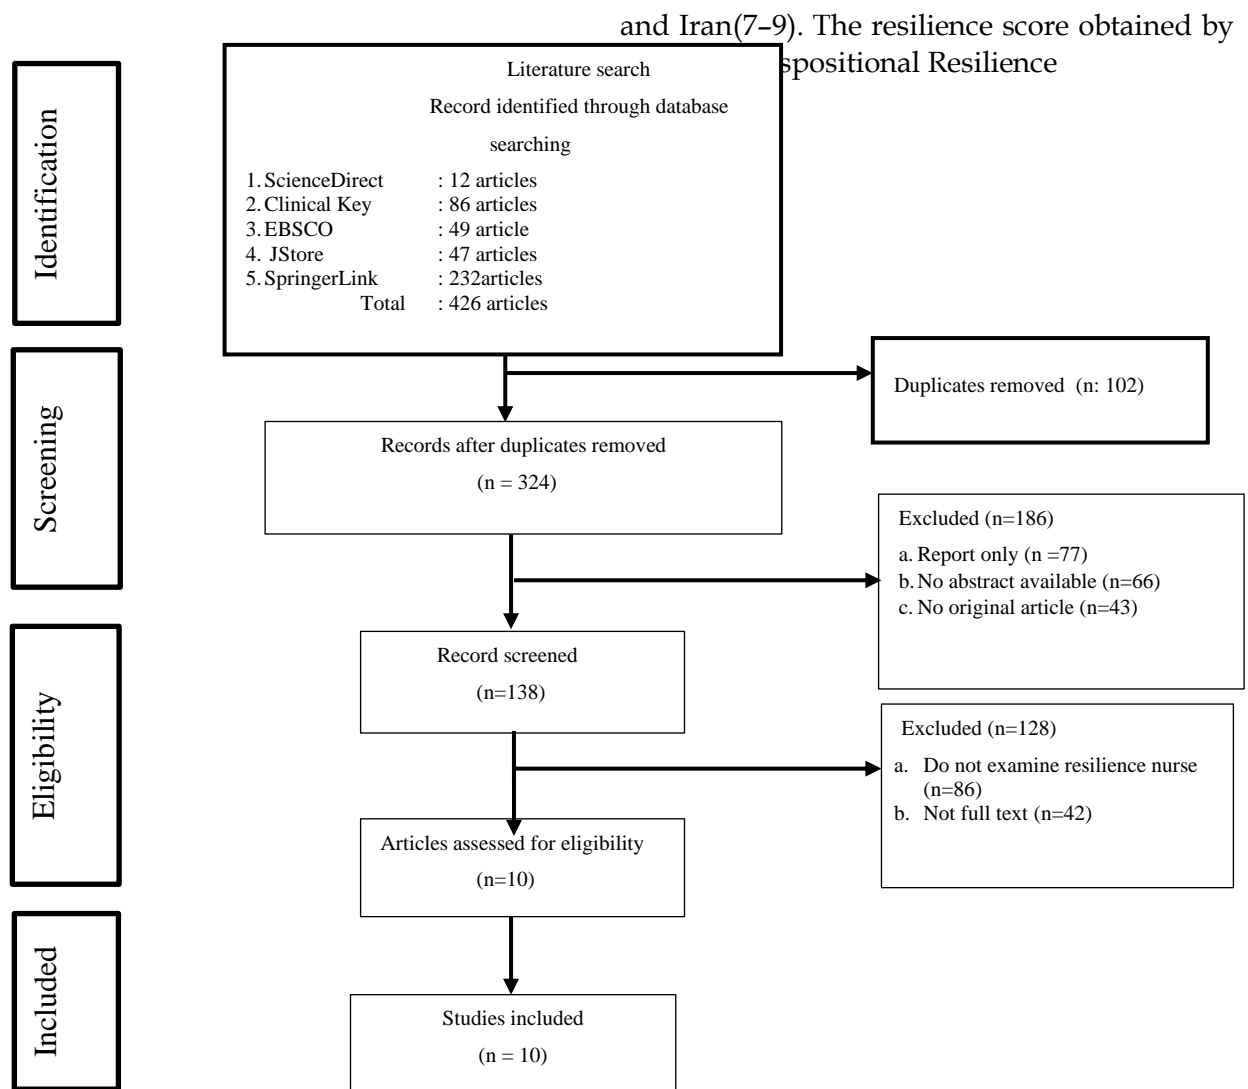 and Iran(7–9). The resilience score obtained by
spositional Resilience
Identification
Literature search
Record identified through database
searching
1. ScienceDirect : 12 articles
2. Clinical Key : 86 articles
3. EBSCO : 49 article
4. JStore : 47 articles
5. SpringerLink : 232articles
Total : 426 articles
Screening
Duplicates removed (n: 102)
Records after duplicates removed
(n = 324)
Excluded (n=186)
a. Report only (n =77)
b. No abstract available (n=66)
c. No original article (n=43)
Eligibility
Record screened
(n=138)
Excluded (n=128)
a. Do not examine resilience nurse
(n=86)
b. Not full text (n=42)
Articles assessed for eligibility
(n=10)
Included
Studies included
(n = 10)